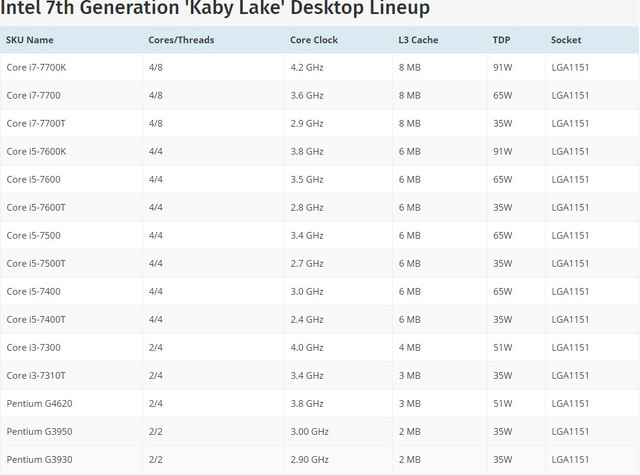 Intel 7th Generation 'Kaby Lake' Desktop Lineup
SKU Name Cores/Threads Core Clock L3 Cache TDP Socket
Core i7-7700K 4/8 4.2 GHz 8 MB 91W LGA1151
Core i7-7700 4/8 3.6 GHz 8 MB 65W LGA1151
Core i7-7700T 4/8 2.9 GHz 8 MB 35W LGA1151
Core i5-7600K 4/4 3.8 GHz 6 MB 91W LGA1151
Core i5-7600 4/4 3.5 GHz 6 MB 65W LGA1151
Core i5-7600T 4/4 2.8 GHz 6 MB 35W LGA1151
Core i5-7500 4/4 3.4 GHz 6 MB 65W LGA1151
Core i5-7500T 4/4 2.7 GHz 6 MB 35W LGA1151
Core i5-7400 4/4 3.0 GHz 6 MB 65W LGA1151
Core i5-7400T 4/4 2.4 GHz 6 MB 35W LGA1151
Core i3-7300 2/4 4.0 GHz 4 MB 51W LGA1151
Core i3-7310T 2/4 3.4 GHz 3 MB 35W LGA1151
Pentium G4620 2/4 3.8 GHz 3 MB 51W LGA1151
Pentium G3950 2/2 3.00 GHz 2 MB 35W LGA1151
Pentium G3930 2/2 2.90 GHz 2 MB 35W LGA1151